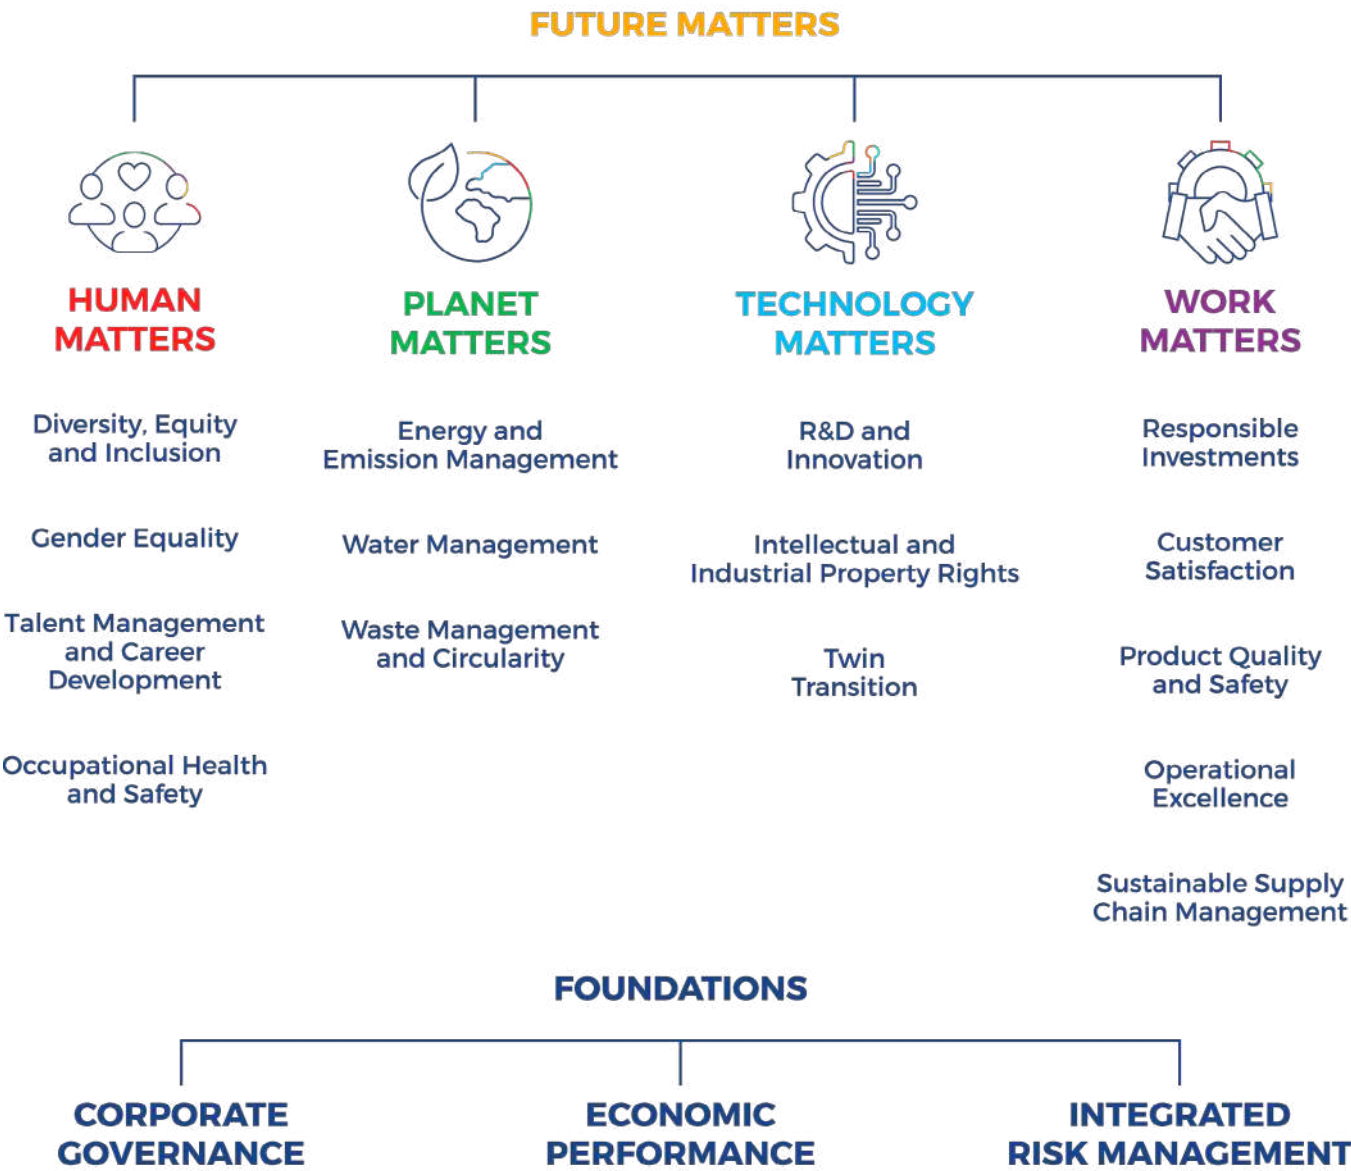 FUTURE MATTERS
HUMAN
MATTERS
Diversity, Equity
and Inclusion
Gender Equality
Talent Management
and Career
Development
Occupational Health
and Safety
PLANET
MATTERS
Energy and
Emission Management
Water Management
Waste Management
and Circularity
TECHNOLOGY
MATTERS
R&D and
Innovation
Intellectual and
Industrial Property Rights
Twin
Transition
WORK
MATTERS
Responsible
Investments
Customer
Satisfaction
Product Quality
and Safety
Operational
Excellence
Sustainable Supply
Chain Management
FOUNDATIONS
CORPORATE
GOVERNANCE
ECONOMIC
PERFORMANCE
INTEGRATED
RISK MANAGEMENT